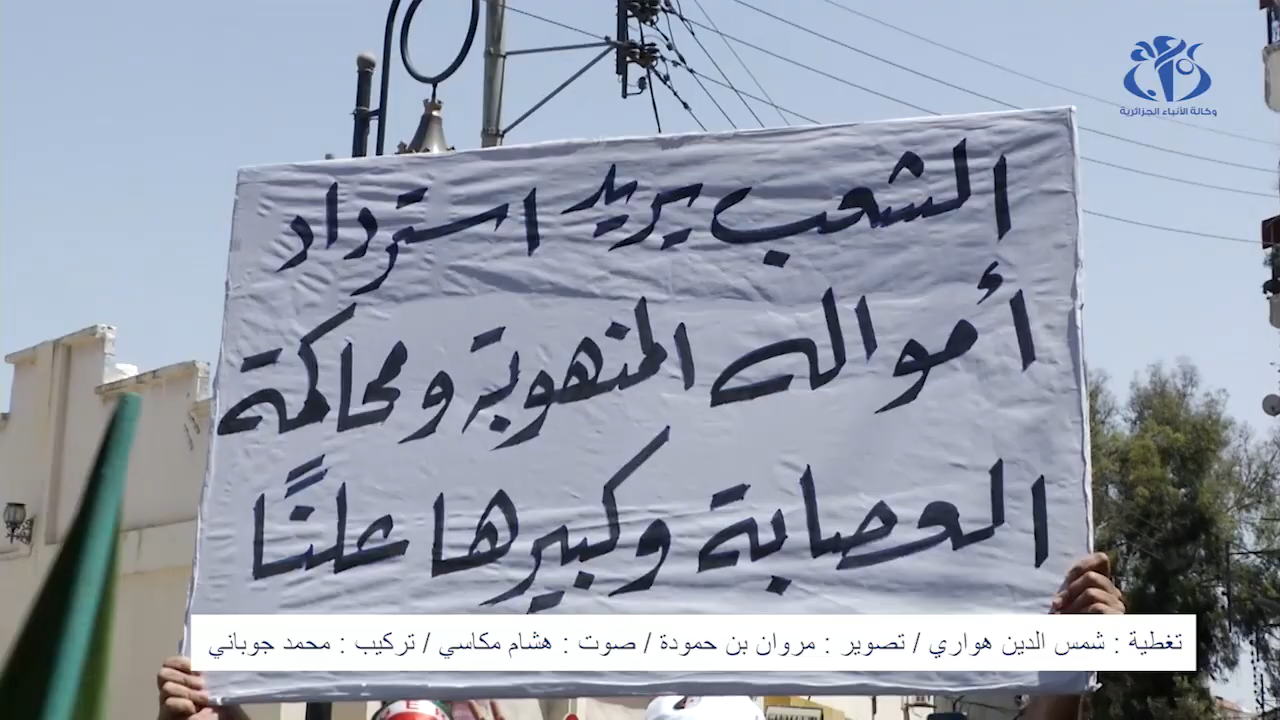 وكالة الأنباء الجزائرية
الشعب يريد استرداد
أمواله المنهوبة ومحاكمة
العصابة وكبيرها علنًا
تغطية : شمس الدين هواري / تصوير : مروان بن حمودة / صوت : هشام مكاسي / تركيب : محمد جوباني